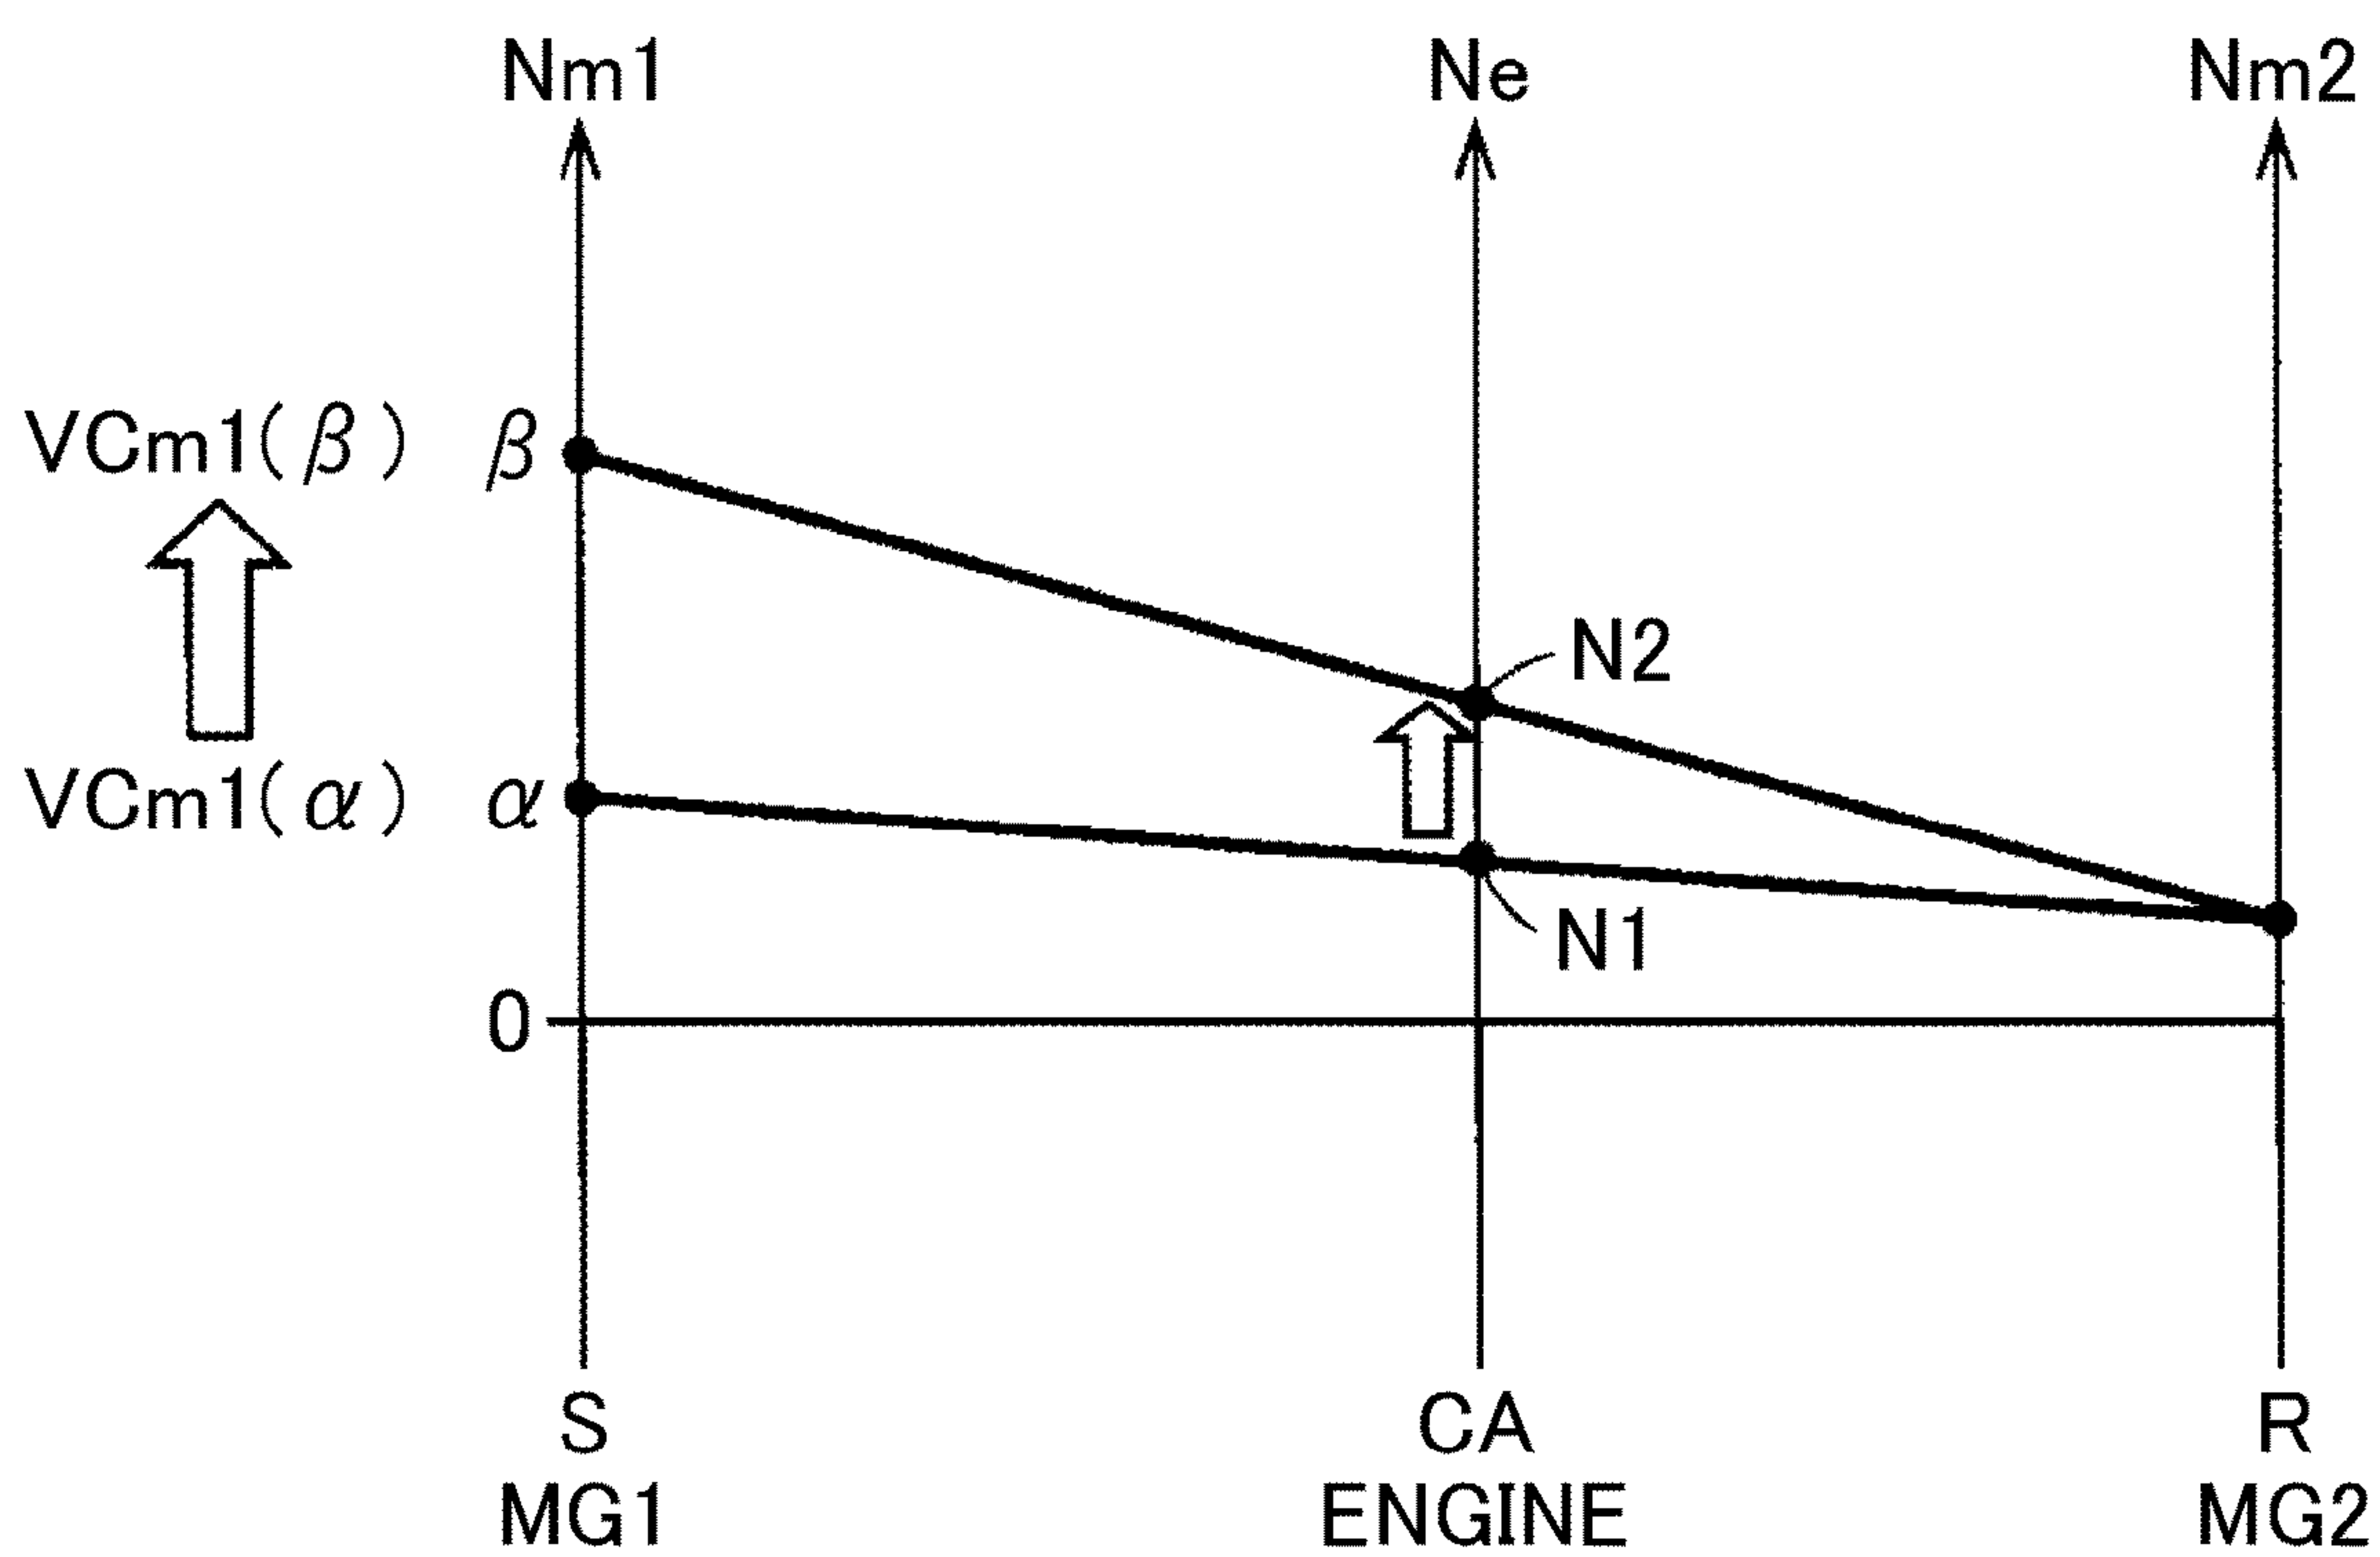 Nm1 Ne Nm2
VCm1(β) β
N2
VCm1(α) α
N1
0
S CA R
MG1 ENGINE MG2